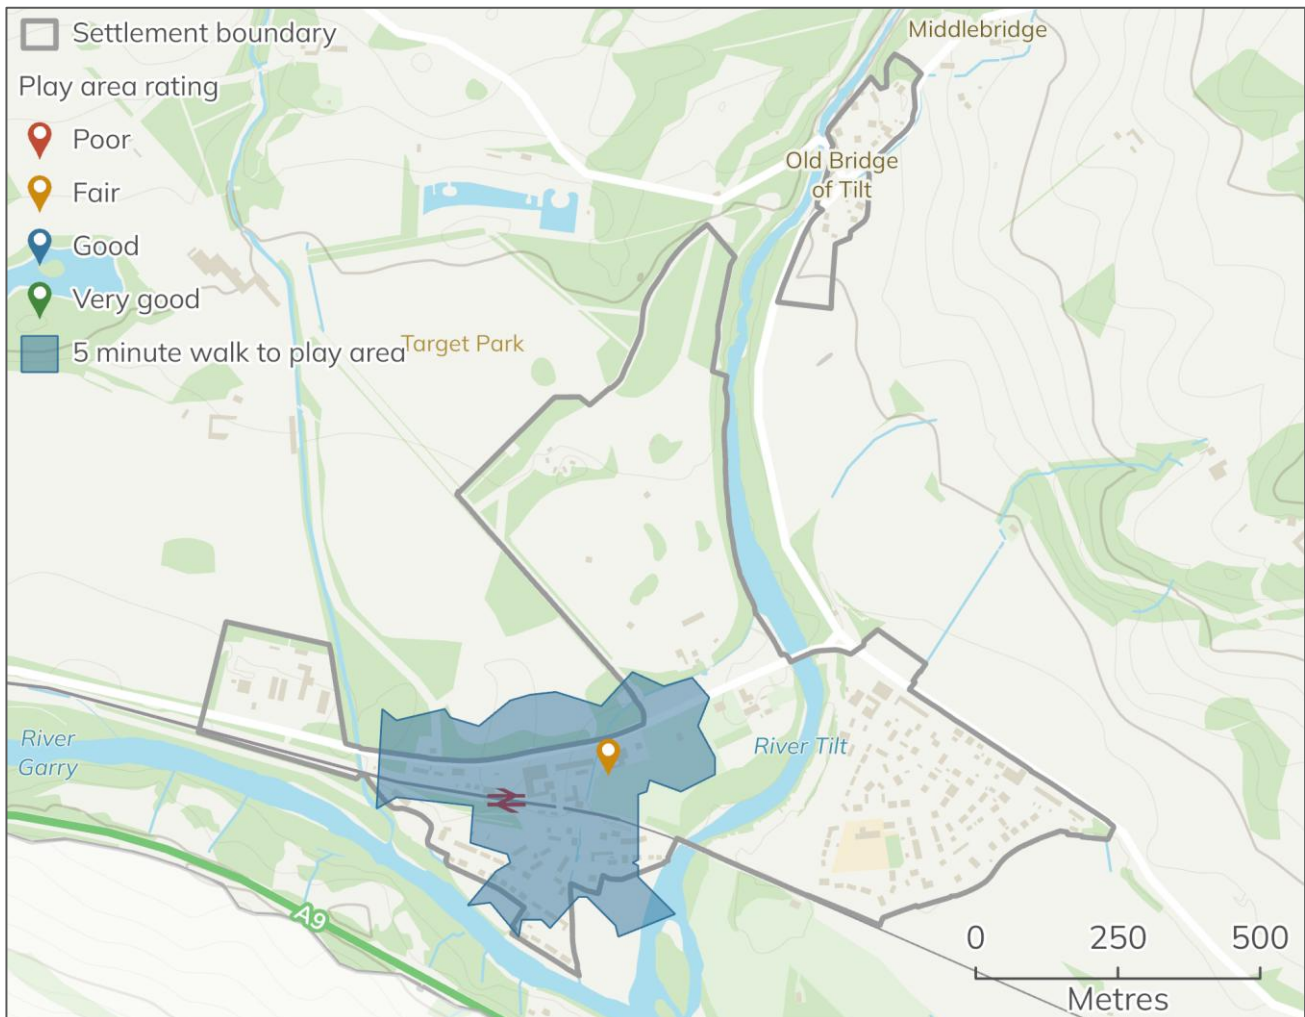 Settlement boundary
Play area rating
Poor
Fair
Good
Very good
5 minute walk to play area
Middlebridge
Old Bridge
of Tilt
Target Park
River
Garry
River Tilt
A9
0 250 500
Metres